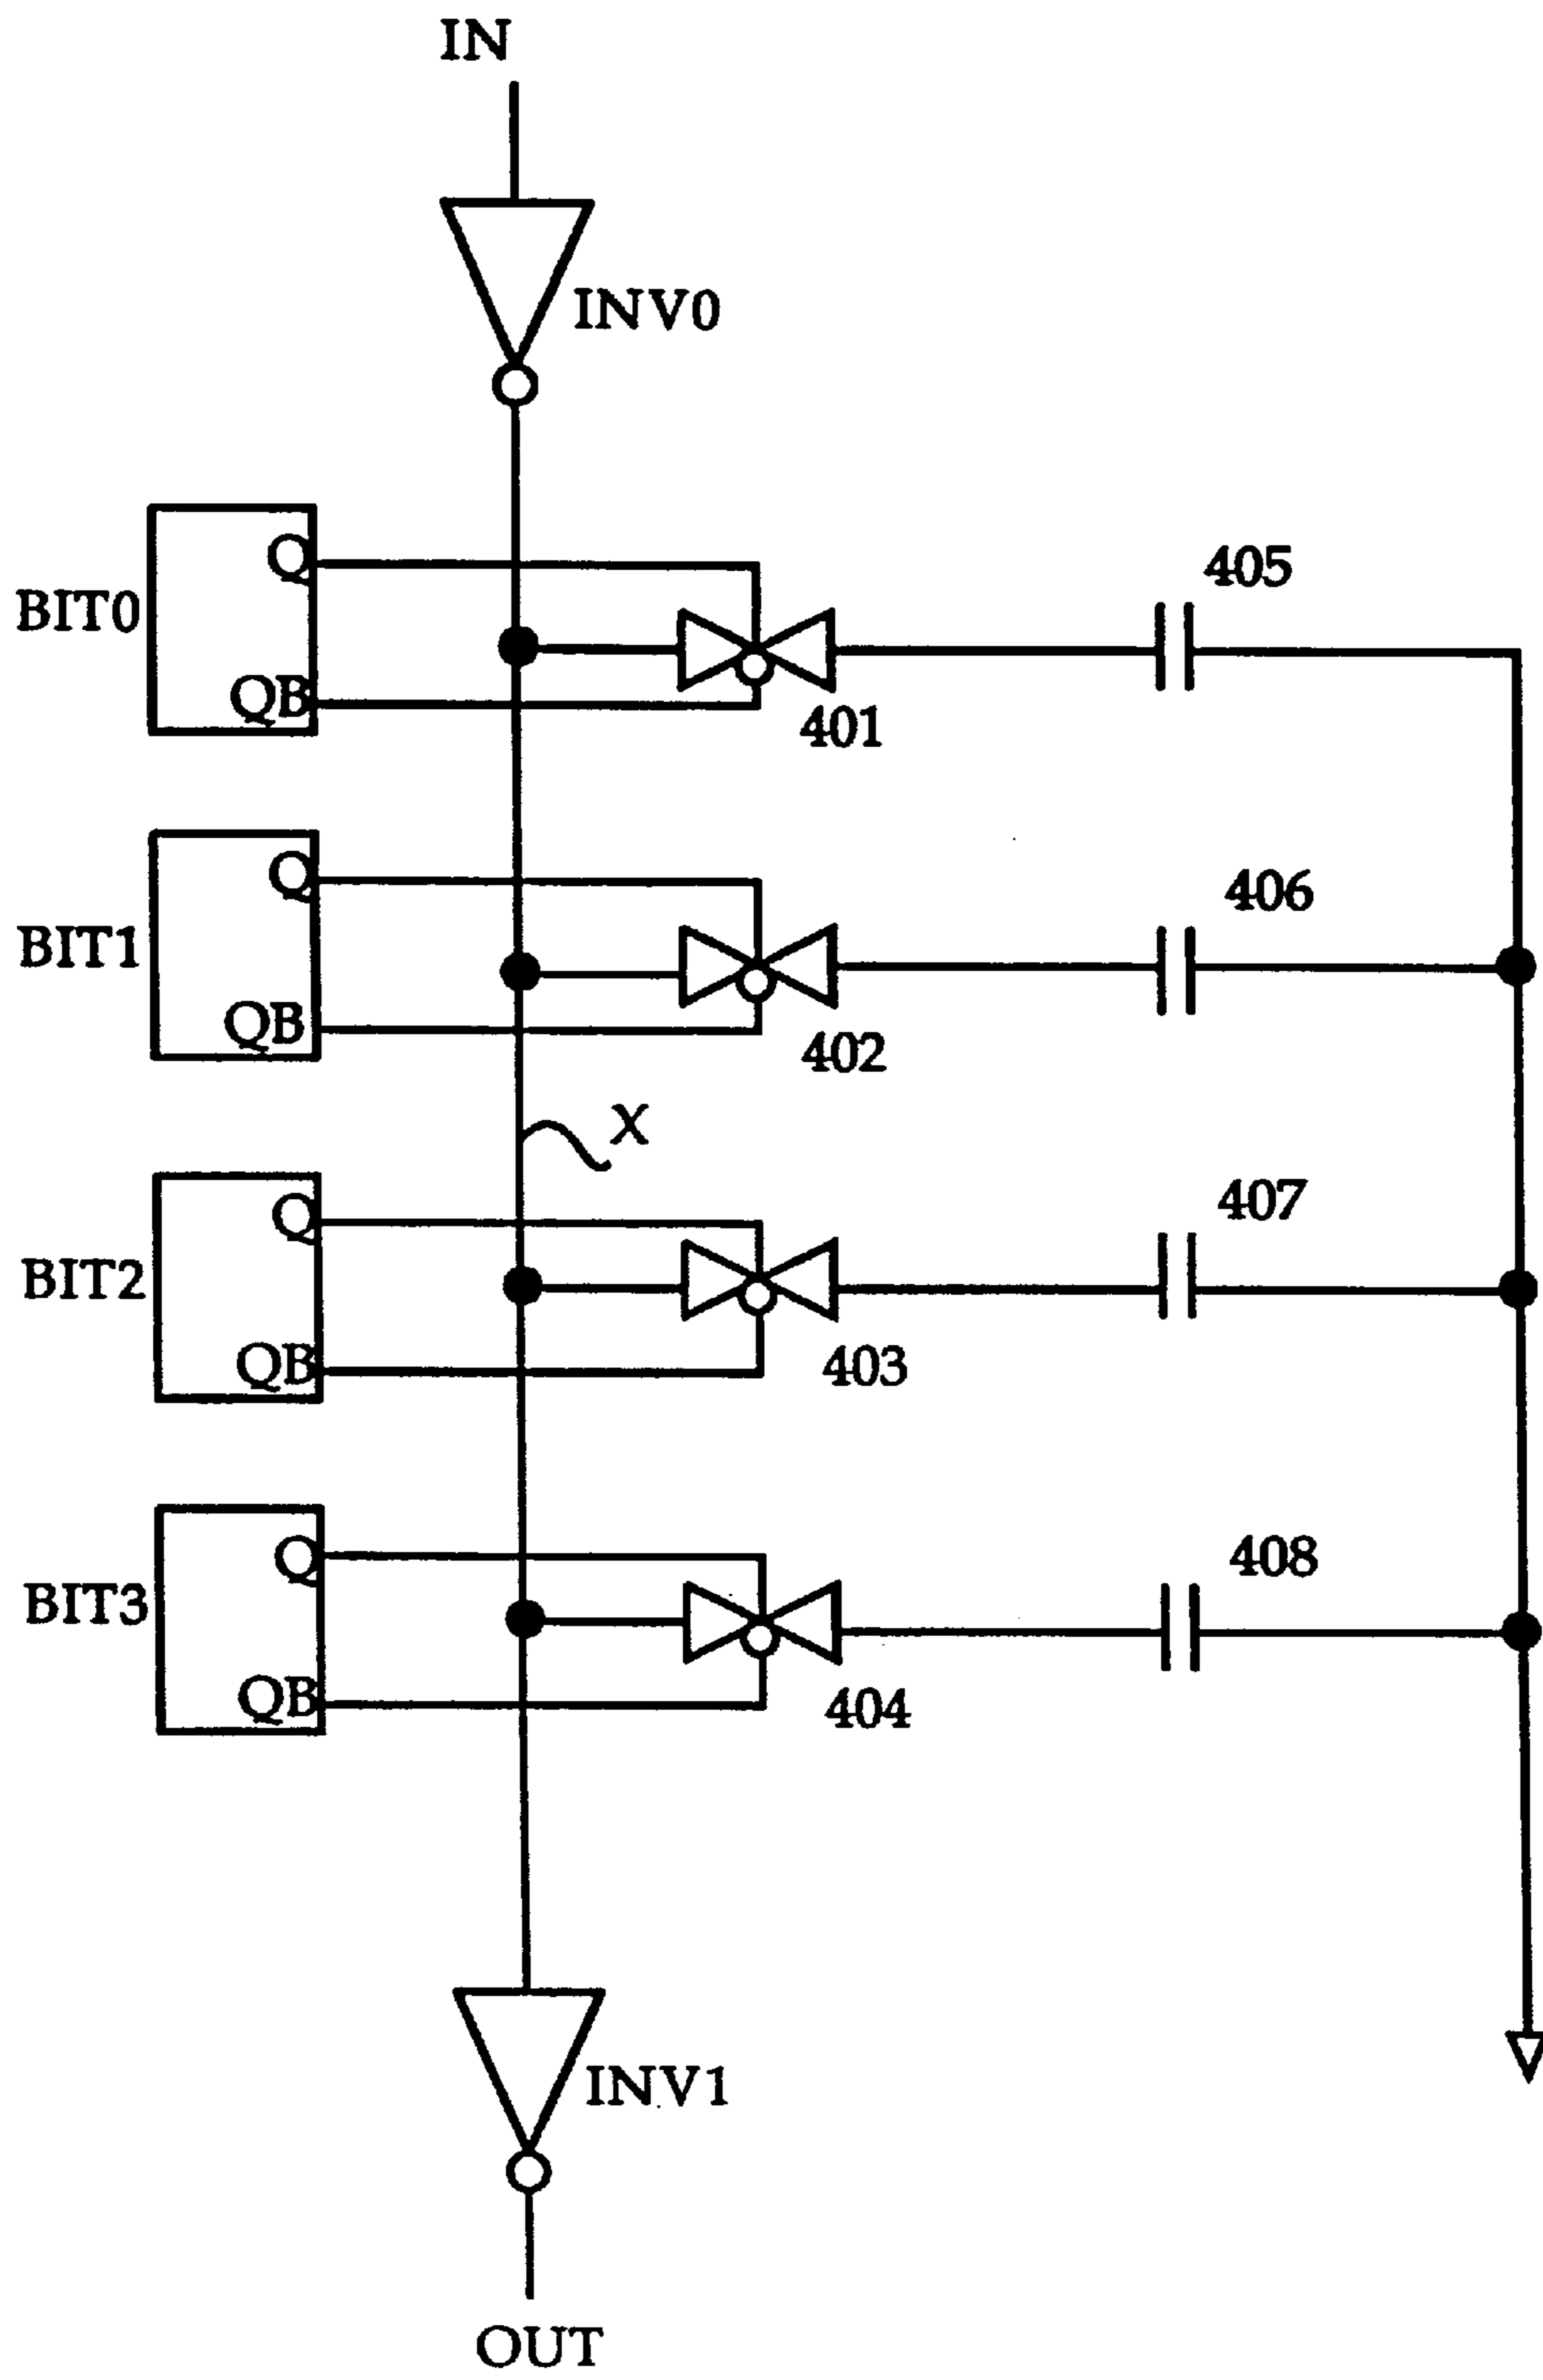 IN
INV0
Q
405
BIT0
QB
401
Q
406
BIT1
QB
402
X
Q
407
BIT2
QB
403
Q
408
BIT3
QB
404
INV1
OUT